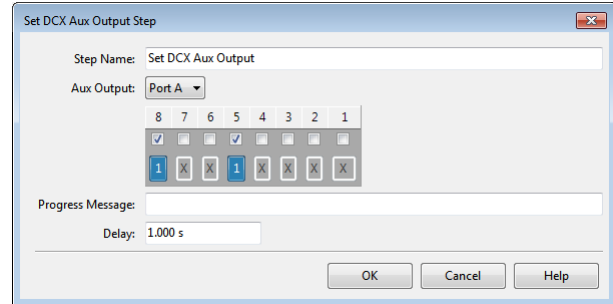 Set DCX Aux Output Step
Step Name: Set DCX Aux Output
Aux Output: Port A
8 7 6 5 4 3 2 1
1 X X 1 X X X X
Progress Message:
Delay: 1.000 s
OK Cancel Help